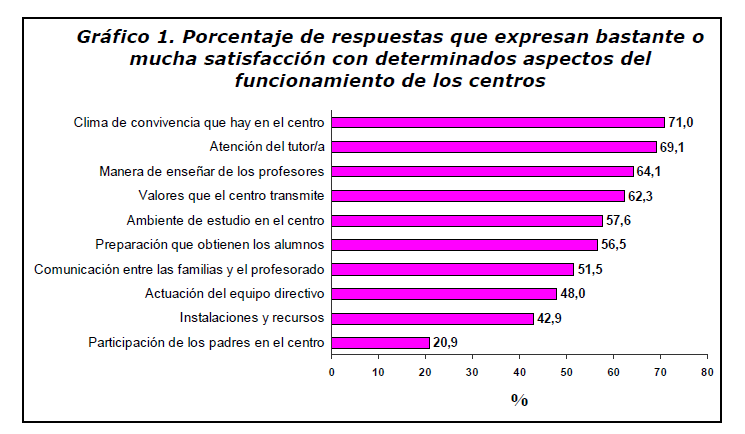 Gráfico 1. Porcentaje de respuestas que expresan bastante o
mucha satisfacción con determinados aspectos del
funcionamiento de los centros
Clima de convivencia que hay en el centro 71,0
Atención del tutor/a 69,1
Manera de enseñar de los profesores 64,1
Valores que el centro transmite 62,3
Ambiente de estudio en el centro 57,6
Preparación que obtienen los alumnos 56,5
Comunicación entre las familias y el profesorado 51,5
Actuación del equipo directivo 48,0
Instalaciones y recursos 42,9
Participación de los padres en el centro 20,9
0 10 20 30 40 50 60 70 80
%